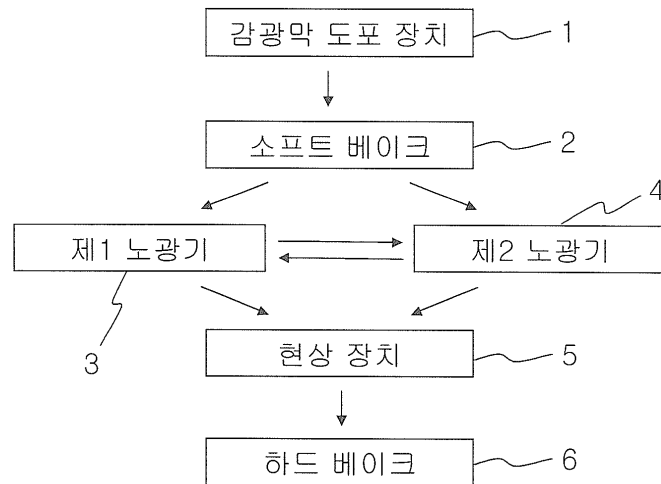 감광막 도포 장치
1
소프트 베이크
2
4
제1 노광기
제2 노광기
3
현상 장치
5
하드 베이크
6